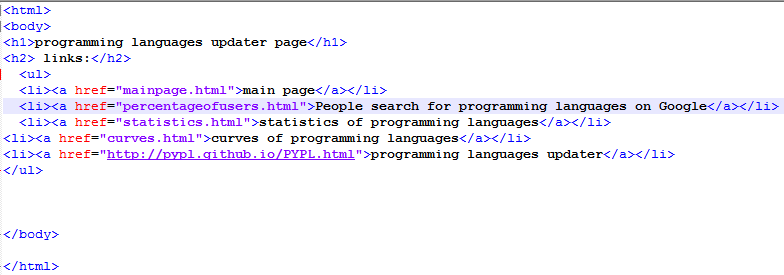 <html>
<body>
<h1>programming languages updater page</h1>
<h2> links:</h2>
<ul>
<li><a href="mainpage.html">main page</a></li>
<li><a href="percentageofusers.html">People search for programming languages on Google</a></li>
<li><a href="statistics.html">statistics of programming languages</a></li>
<li><a href="curves.html">curves of programming languages</a></li>
<li><a href="http://pypl.github.io/PYPL.html">programming languages updater</a></li>
</ul>
</body>
</html>